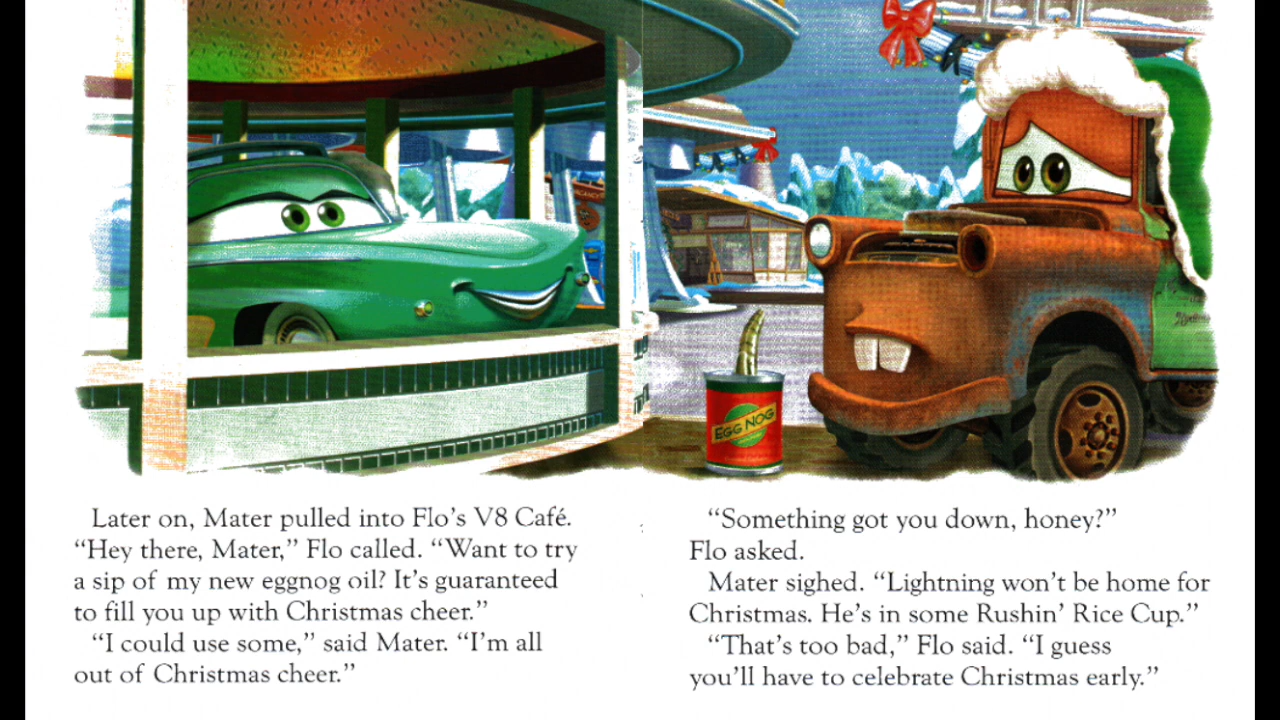 EGG NOG
Later on, Mater pulled into Flo's V8 Café.
“Hey there, Mater,” Flo called. “Want to try
a sip of my new eggnog oil? It's guaranteed
to fill you up with Christmas cheer.”
“I could use some,” said Mater. “I'm all
out of Christmas cheer.”
“Something got you down, honey?”
Flo asked.
Mater sighed. “Lightning won't be home for
Christmas. He's in some Rushin' Rice Cup.”
“That's too bad,” Flo said. “I guess
you'll have to celebrate Christmas early.”